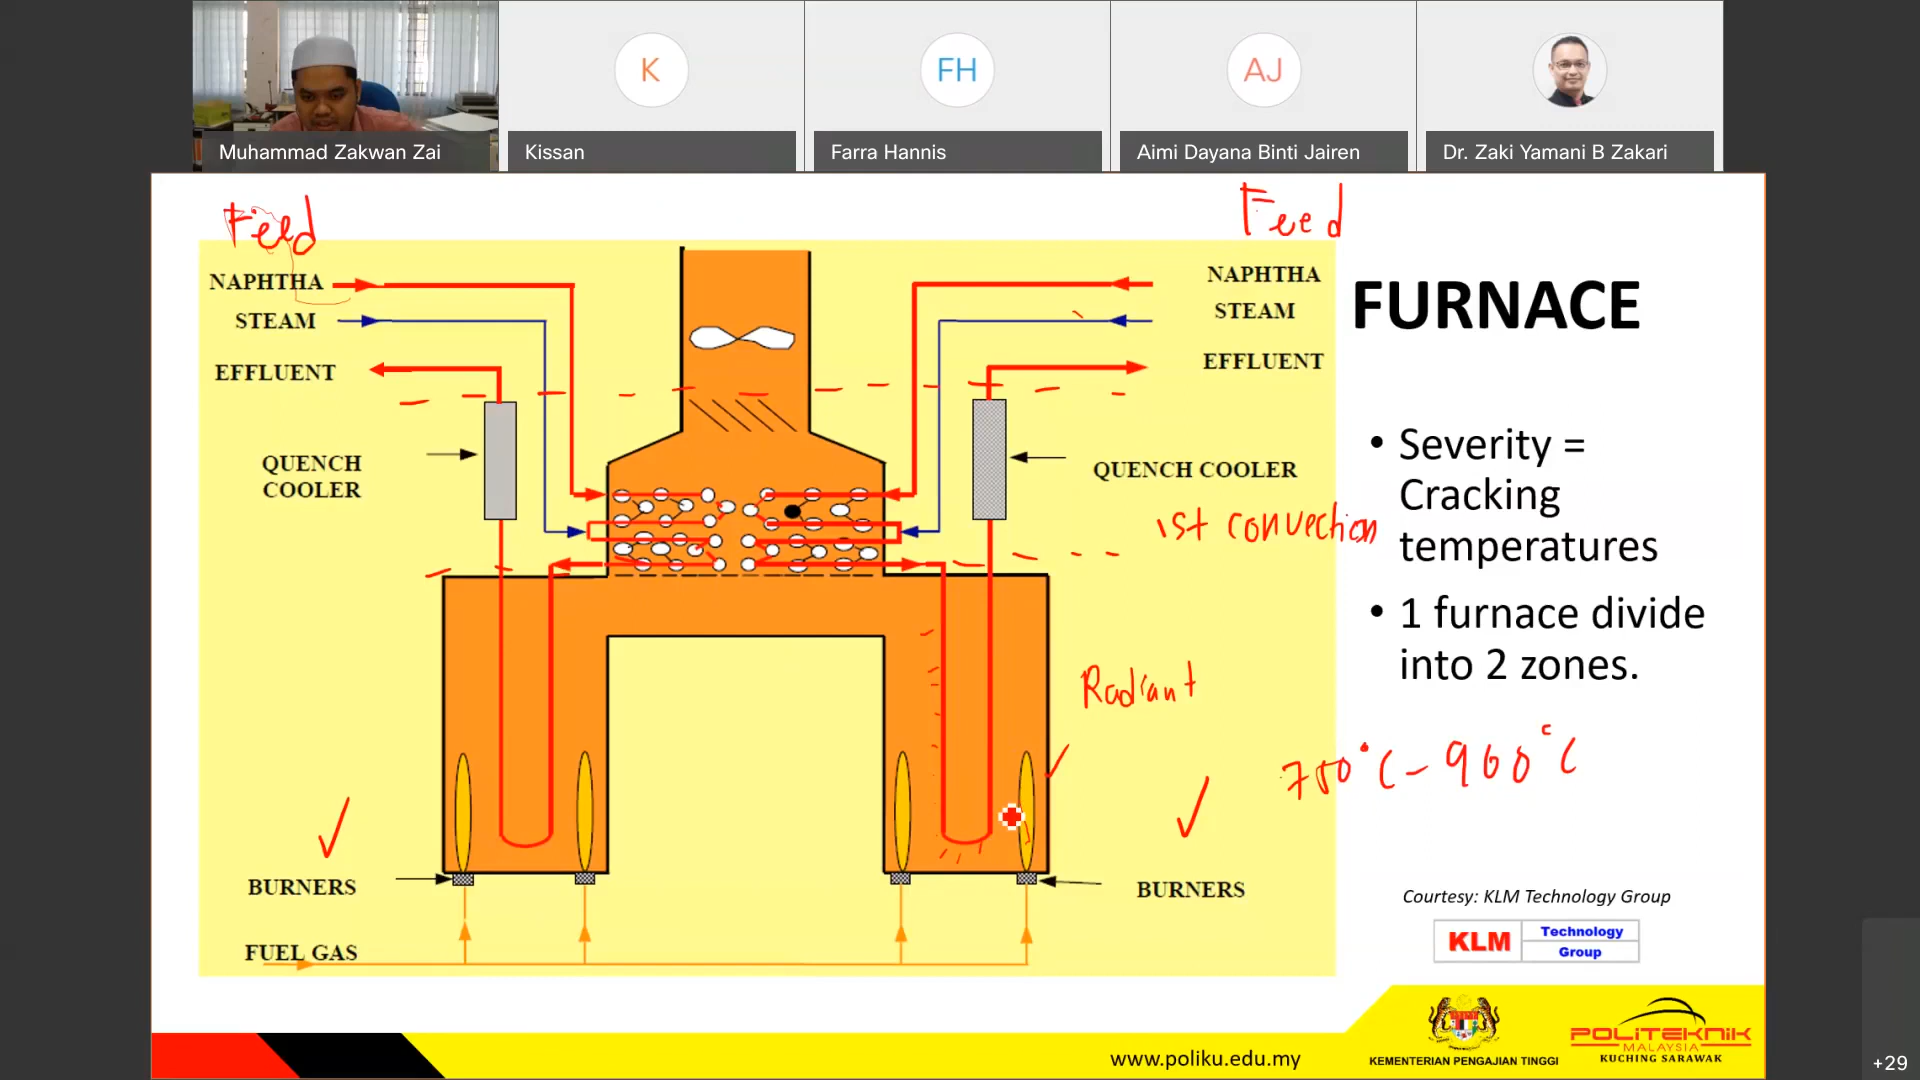 K
FH
AJ
Muhammad Zakwan Zai
Kissan
Farra Hannis
Aimi Dayana Binti Jairen
Dr. Zaki Yamani B Zakari
Feed
Feed
NAPHTHA
STEAM
EFFLUENT
QUENCH
COOLER
BURNERS
FUEL GAS
NAPHTHA
STEAM
EFFLUENT
QUENCH COOLER
1st convection
Radiant
BURNERS
FURNACE
• Severity =
Cracking
temperatures
• 1 furnace divide
into 2 zones.
750°C - 900°C
Courtesy: KLM Technology Group
KLM
Technology
Group
www.poliku.edu.my
KEMENTERIAN PENGAJIAN TINGGI
POLITEKNIK
MALAYSIA
KUCHING SARAWAK
+29